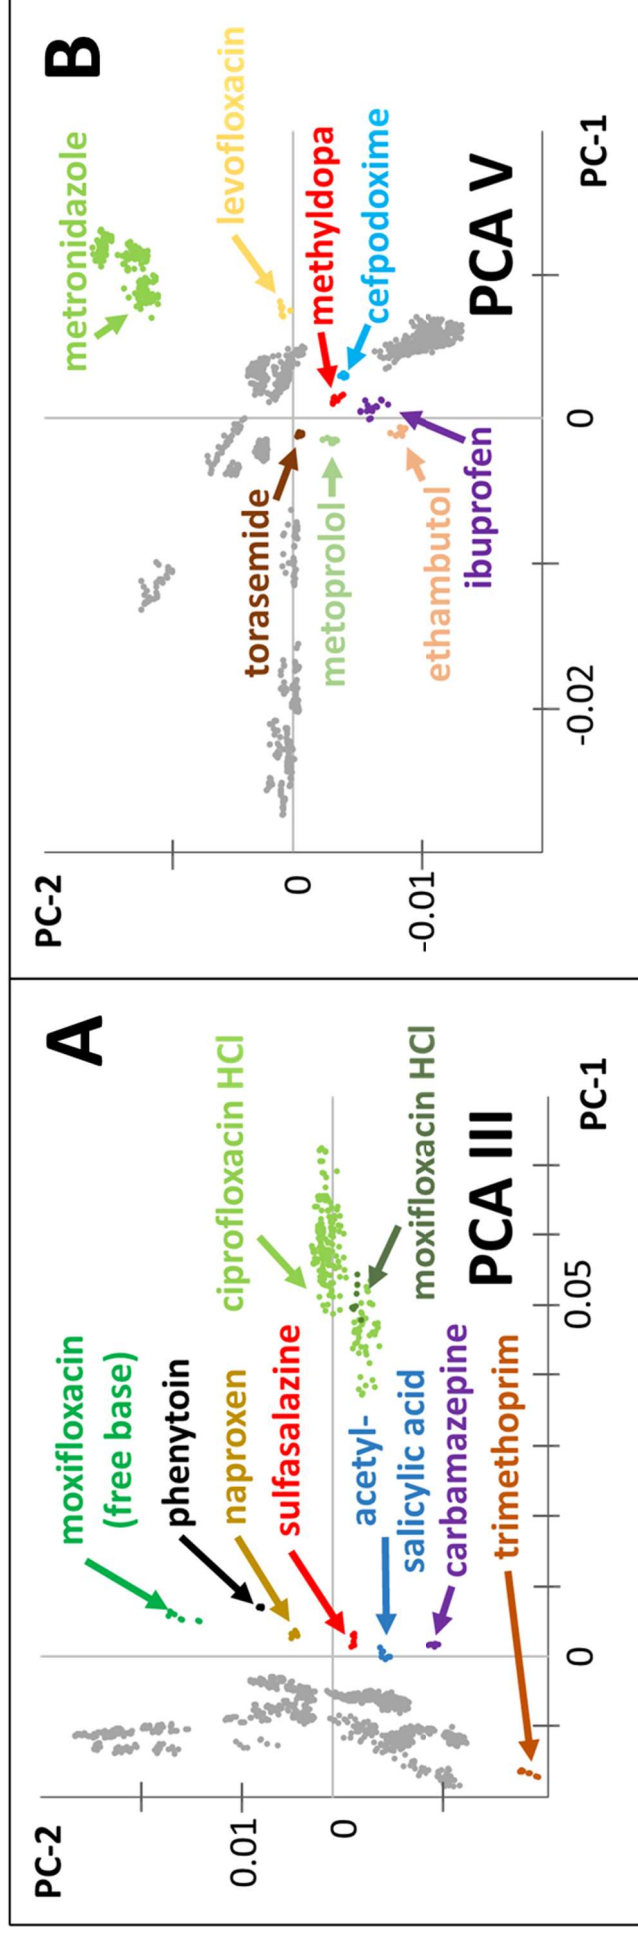 A
PC-2
moxifloxacin
(free base)
phenytoin
naproxen
sulfasalazine
ciprofloxacin HCl
acetyl-
salicylic acid
moxifloxacin HCl
carbamazepine
trimethoprim
PCA III
0.01
0
0
0.05
PC-1
B
PC-2
metronidazole
levofloxacin
torasemide
methyldopa
metoprolol
cefpodoxime
ethambutol
ibuprofen
PCA V
0
-0.01
-0.02
0
PC-1